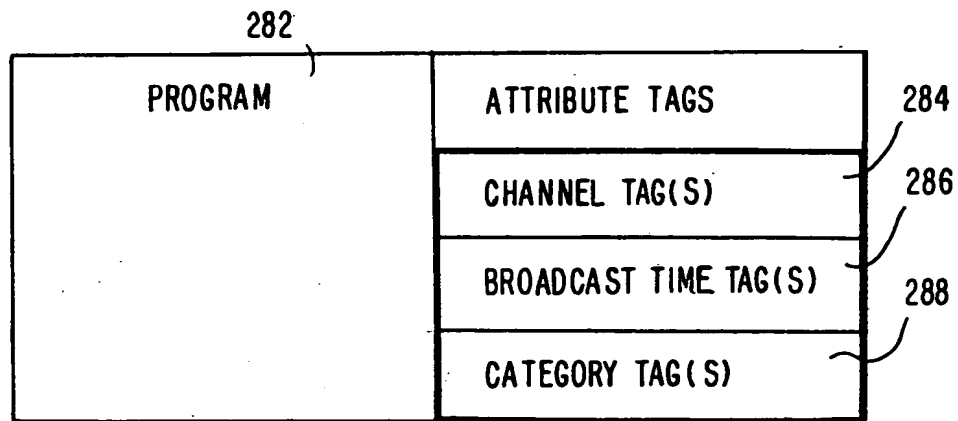 282
PROGRAM
ATTRIBUTE TAGS
284
CHANNEL TAG(S)
286
BROADCAST TIME TAG(S)
288
CATEGORY TAG(S)